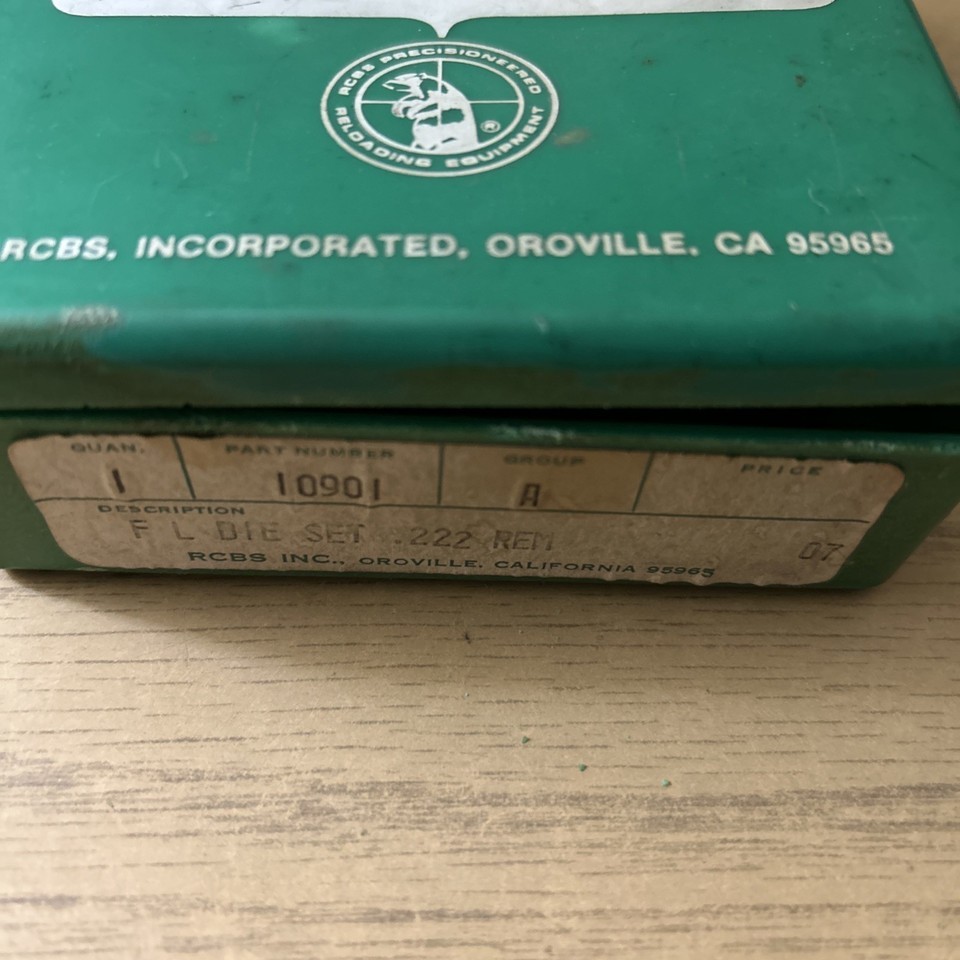 RCBS PRECISIONEERED
RELOADING EQUIPMENT
®
RCBS, INCORPORATED, OROVILLE, CA 95965
QUAN. PART NUMBER GROUP PRICE
1 10901 A
DESCRIPTION
F L DIE SET .222 REM 07
RCBS INC., OROVILLE, CALIFORNIA 95965